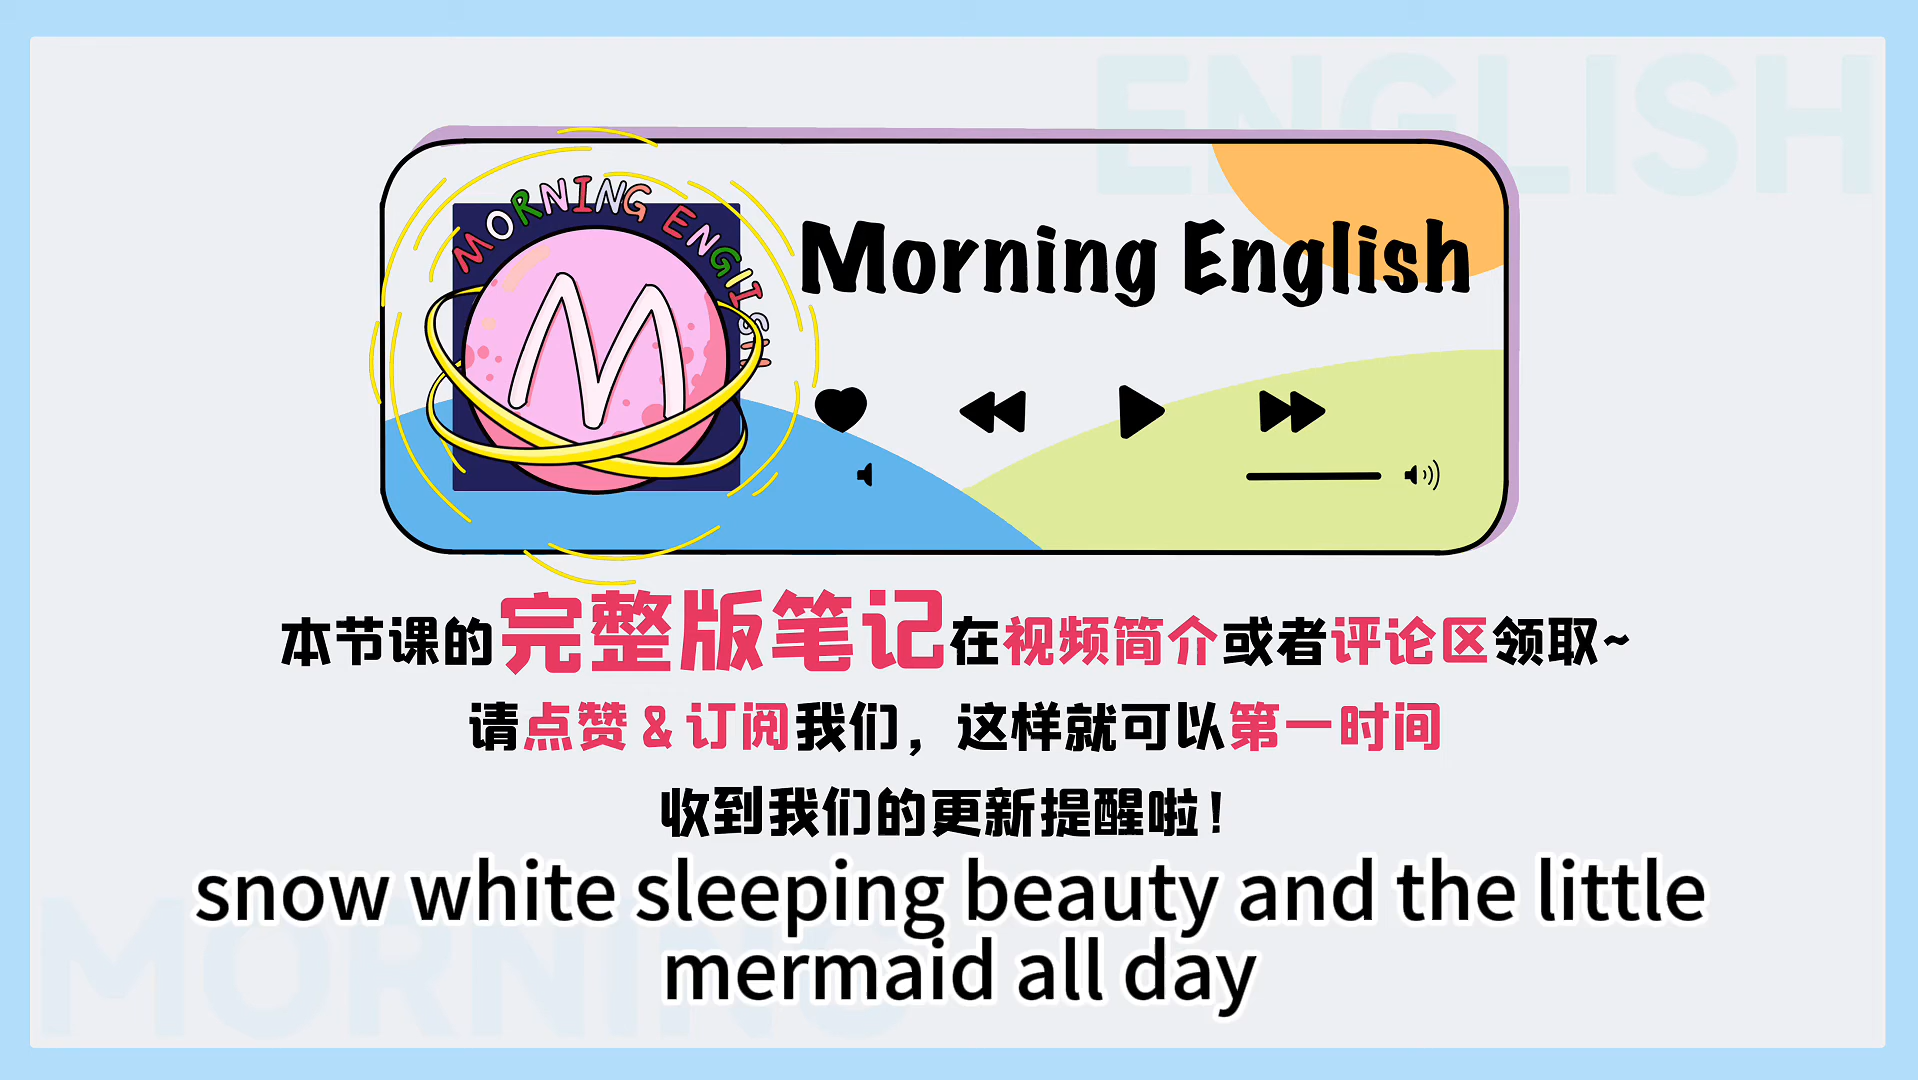 ENGLISH
MORNING ENGLISH
M
Morning English
本节课的完整版笔记在视频简介或者评论区领取~
请点赞&订阅我们，这样就可以第一时间
收到我们的更新提醒啦！
MORNING
snow white sleeping beauty and the little
mermaid all day